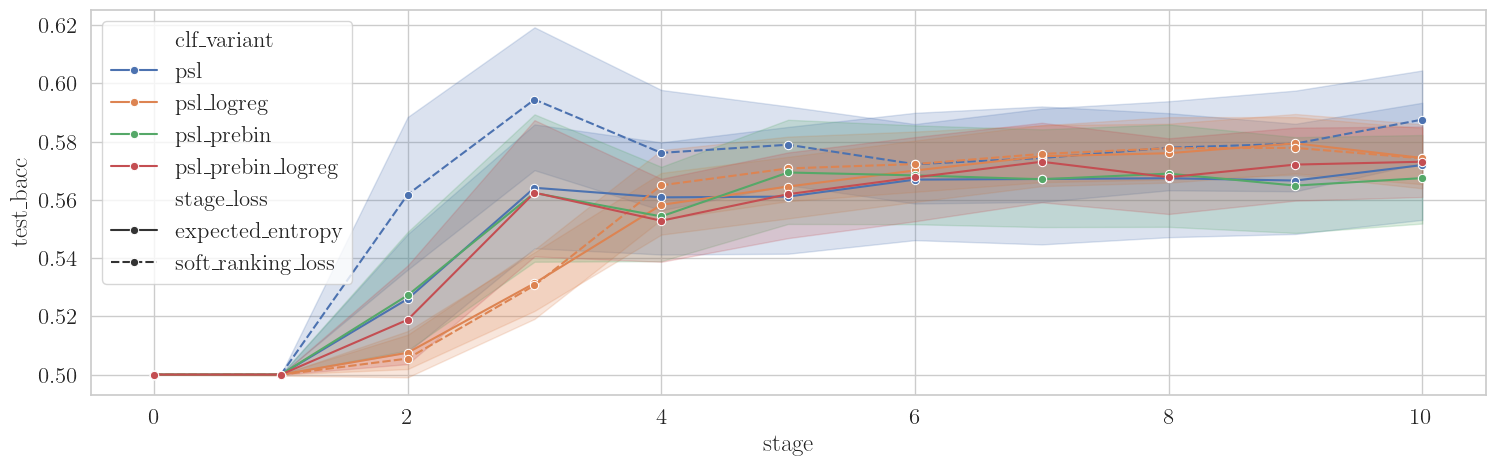 0.62
0.60
0.58
0.56
0.54
0.52
0.50
test_bacc
clf_variant
psl
psl_logreg
psl_prebin
psl_prebin_logreg
stage_loss
expected_entropy
soft_ranking_loss
0 2 4 6 8 10
stage